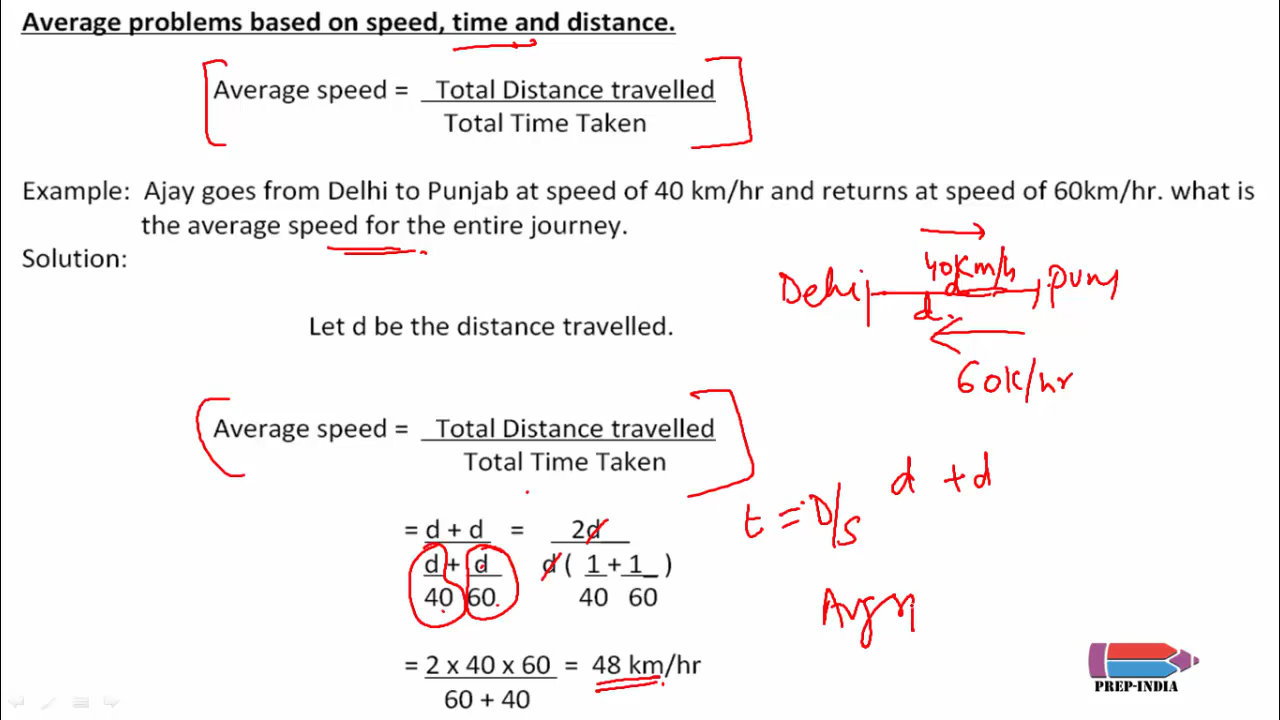 Average problems based on speed, time and distance.
Average speed = Total Distance travelled
Total Time Taken
Example: Ajay goes from Delhi to Punjab at speed of 40 km/hr and returns at speed of 60km/hr. what is
the average speed for the entire journey.
Solution:
40Km/h
Delhi d Punj
d
60k/hr
Let d be the distance travelled.
Average speed = Total Distance travelled
Total Time Taken
d + d
t = D/S
= d + d = 2d
d + d d ( 1 + 1 )
40 60 40 60
= 2 x 40 x 60 = 48 km/hr
60 + 40
PREP-INDIA